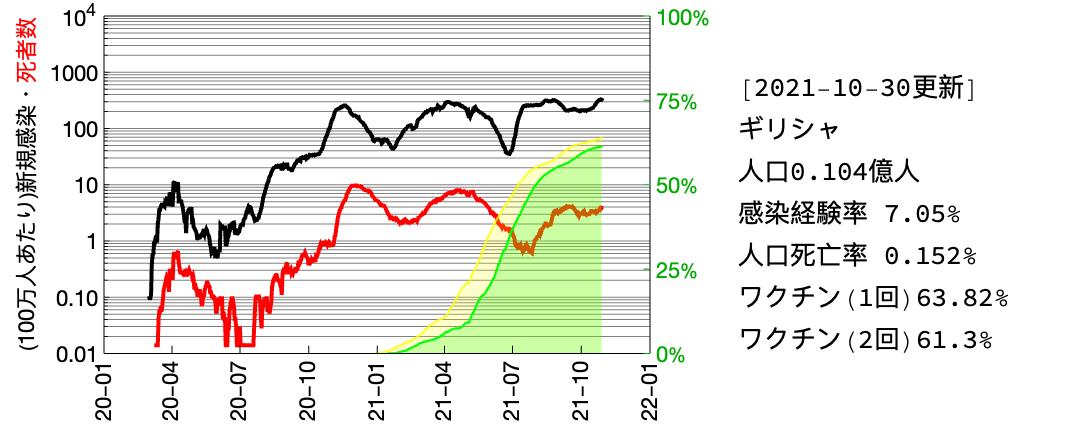 (100万人あたり)新規感染・死者数
10^4
1000
100
10
1
0.10
0.01
100%
75%
50%
25%
0%
20-01
20-04
20-07
20-10
21-01
21-04
21-07
21-10
22-01
[2021-10-30更新]
ギリシャ
人口0.104億人
感染経験率 7.05%
人口死亡率 0.152%
ワクチン(1回)63.82%
ワクチン(2回)61.3%